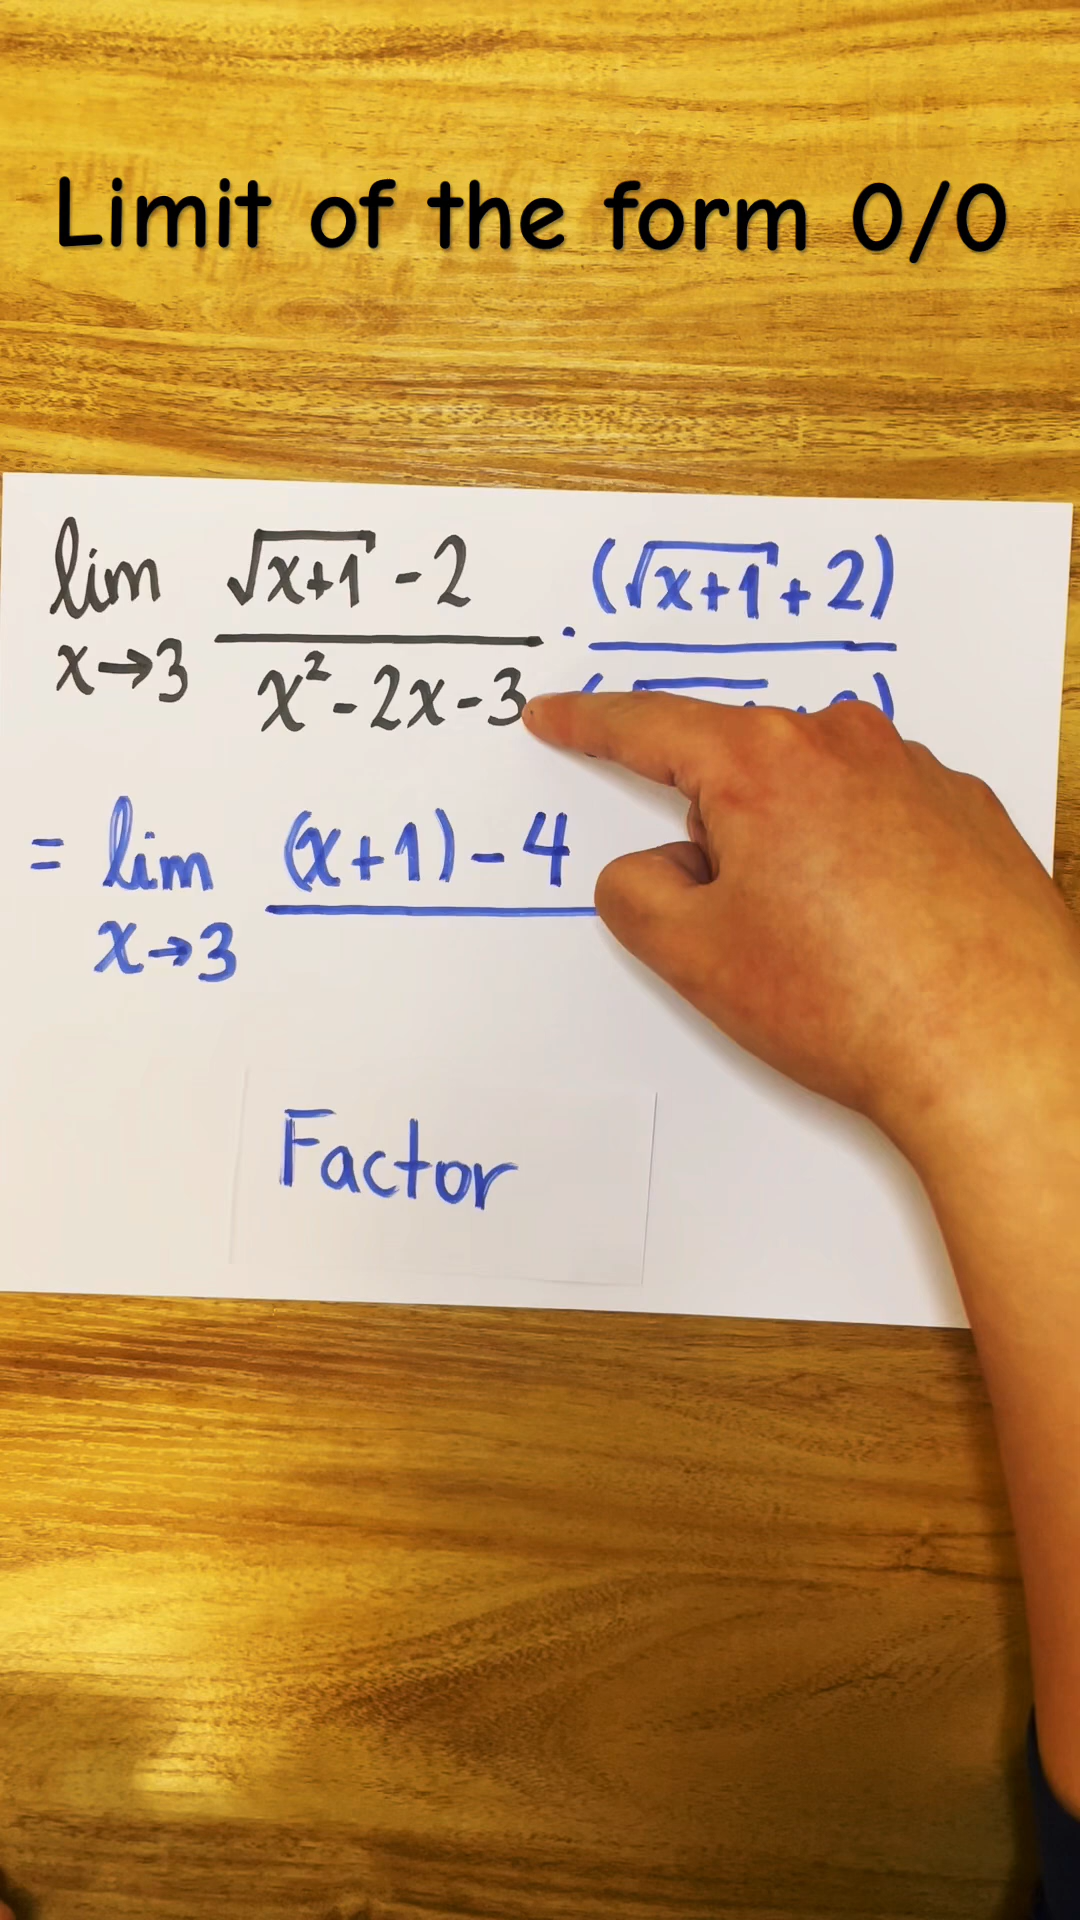 Limit of the form 0/0
lim x→3 (√(x+1) - 2)/(x² - 2x - 3) · (√(x+1) + 2)/(
= lim x→3 (x+1) - 4
Factor